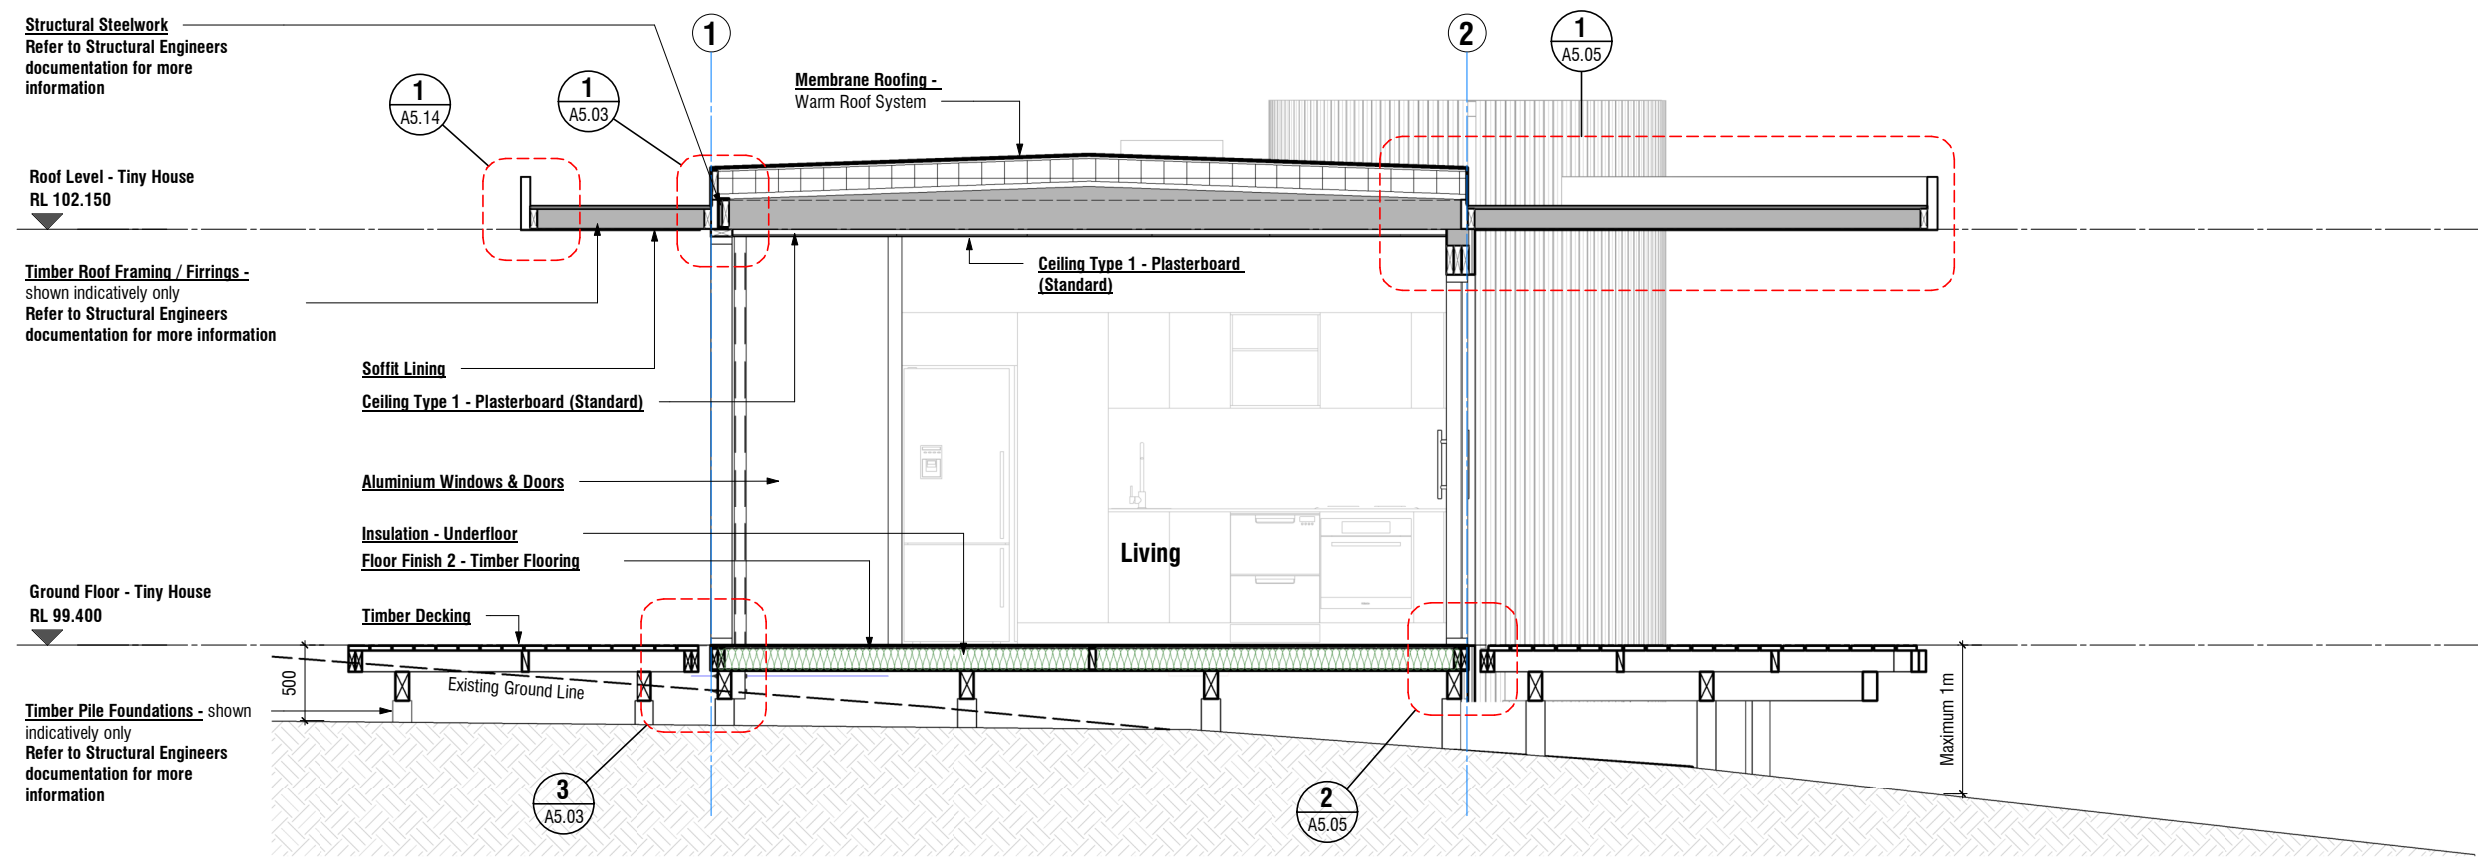 Structural Steelwork
Refer to Structural Engineers
documentation for more
information
1
A5.14
1
A5.03
1
Membrane Roofing -
Warm Roof System
2
1
A5.05
Roof Level - Tiny House
RL 102.150
Timber Roof Framing / Firrings -
shown indicatively only
Refer to Structural Engineers
documentation for more information
Ceiling Type 1 - Plasterboard
(Standard)
Soffit Lining
Ceiling Type 1 - Plasterboard (Standard)
Aluminium Windows & Doors
Insulation - Underfloor
Floor Finish 2 - Timber Flooring
Living
Ground Floor - Tiny House
RL 99.400
Timber Decking
500
Existing Ground Line
Maximum 1m
Timber Pile Foundations - shown
indicatively only
Refer to Structural Engineers
documentation for more
information
3
A5.03
2
A5.05